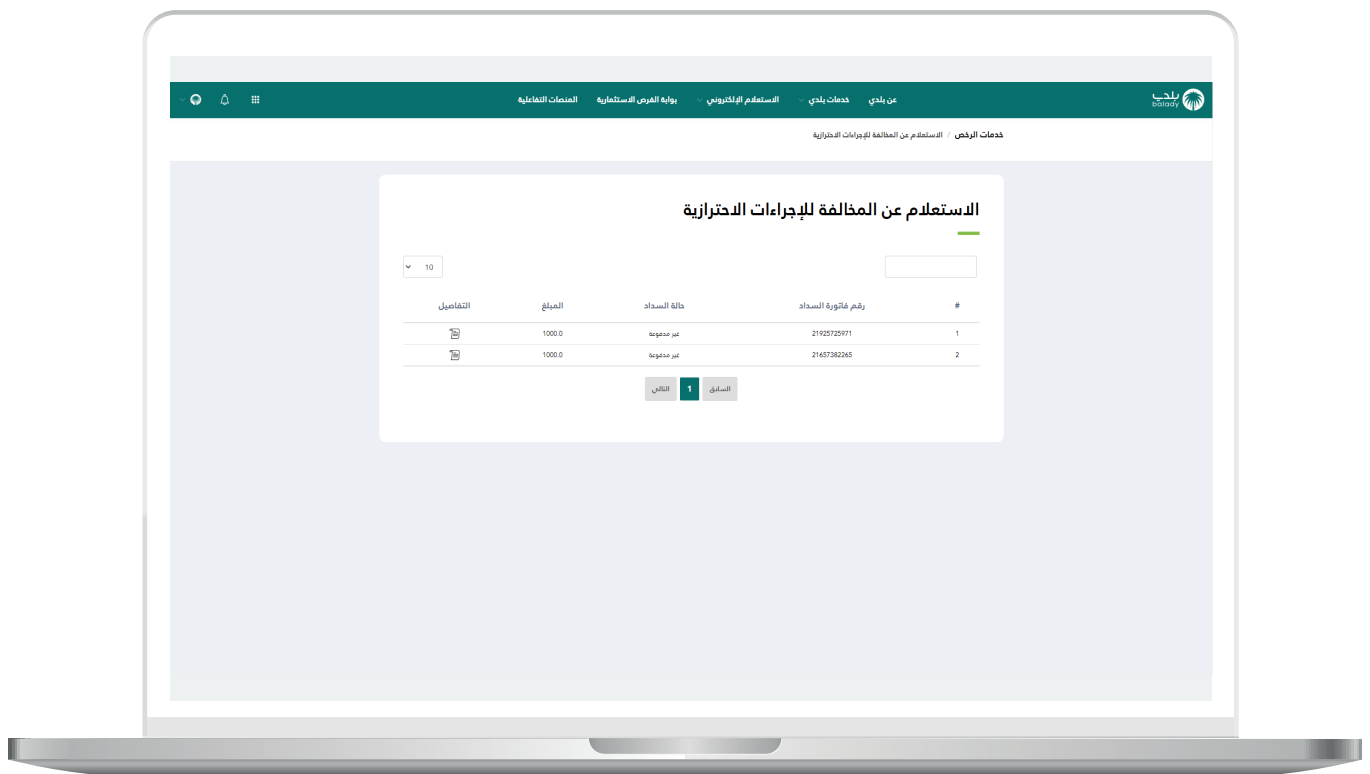 بلدي
balady
عن بلدي خدمات بلدي الاستعلام الإلكتروني بوابة الفرص الاستثمارية المنصات التفاعلية
خدمات الرخص / الاستعلام عن المخالفة للإجراءات الاحترازية
الاستعلام عن المخالفة للإجراءات الاحترازية
10
# رقم فاتورة السداد حالة السداد المبلغ التفاصيل
1 21925725971 غير مدفوعة 1000.0
2 21657382265 غير مدفوعة 1000.0
السابق 1 التالي